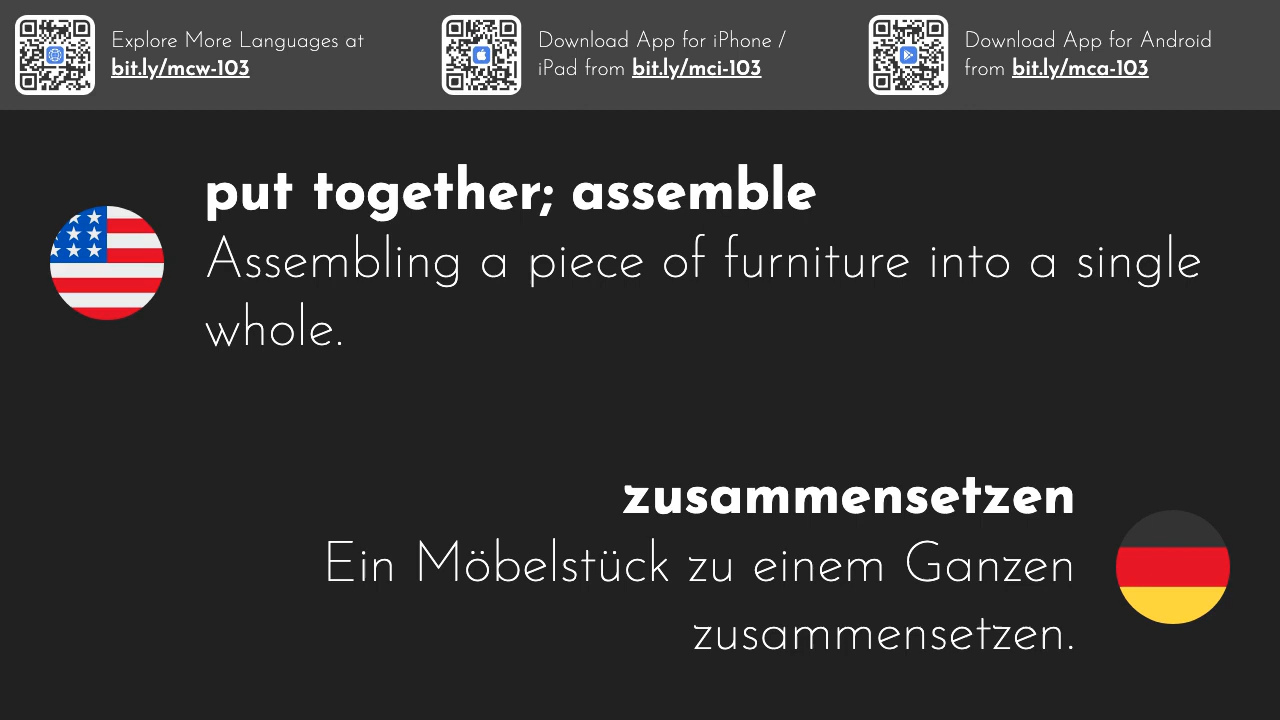 Explore More Languages at
bit.ly/mcw-103
Download App for iPhone /
iPad from bit.ly/mci-103
Download App for Android
from bit.ly/mca-103
put together; assemble
Assembling a piece of furniture into a single
whole.
zusammensetzen
Ein Möbelstück zu einem Ganzen
zusammensetzen.